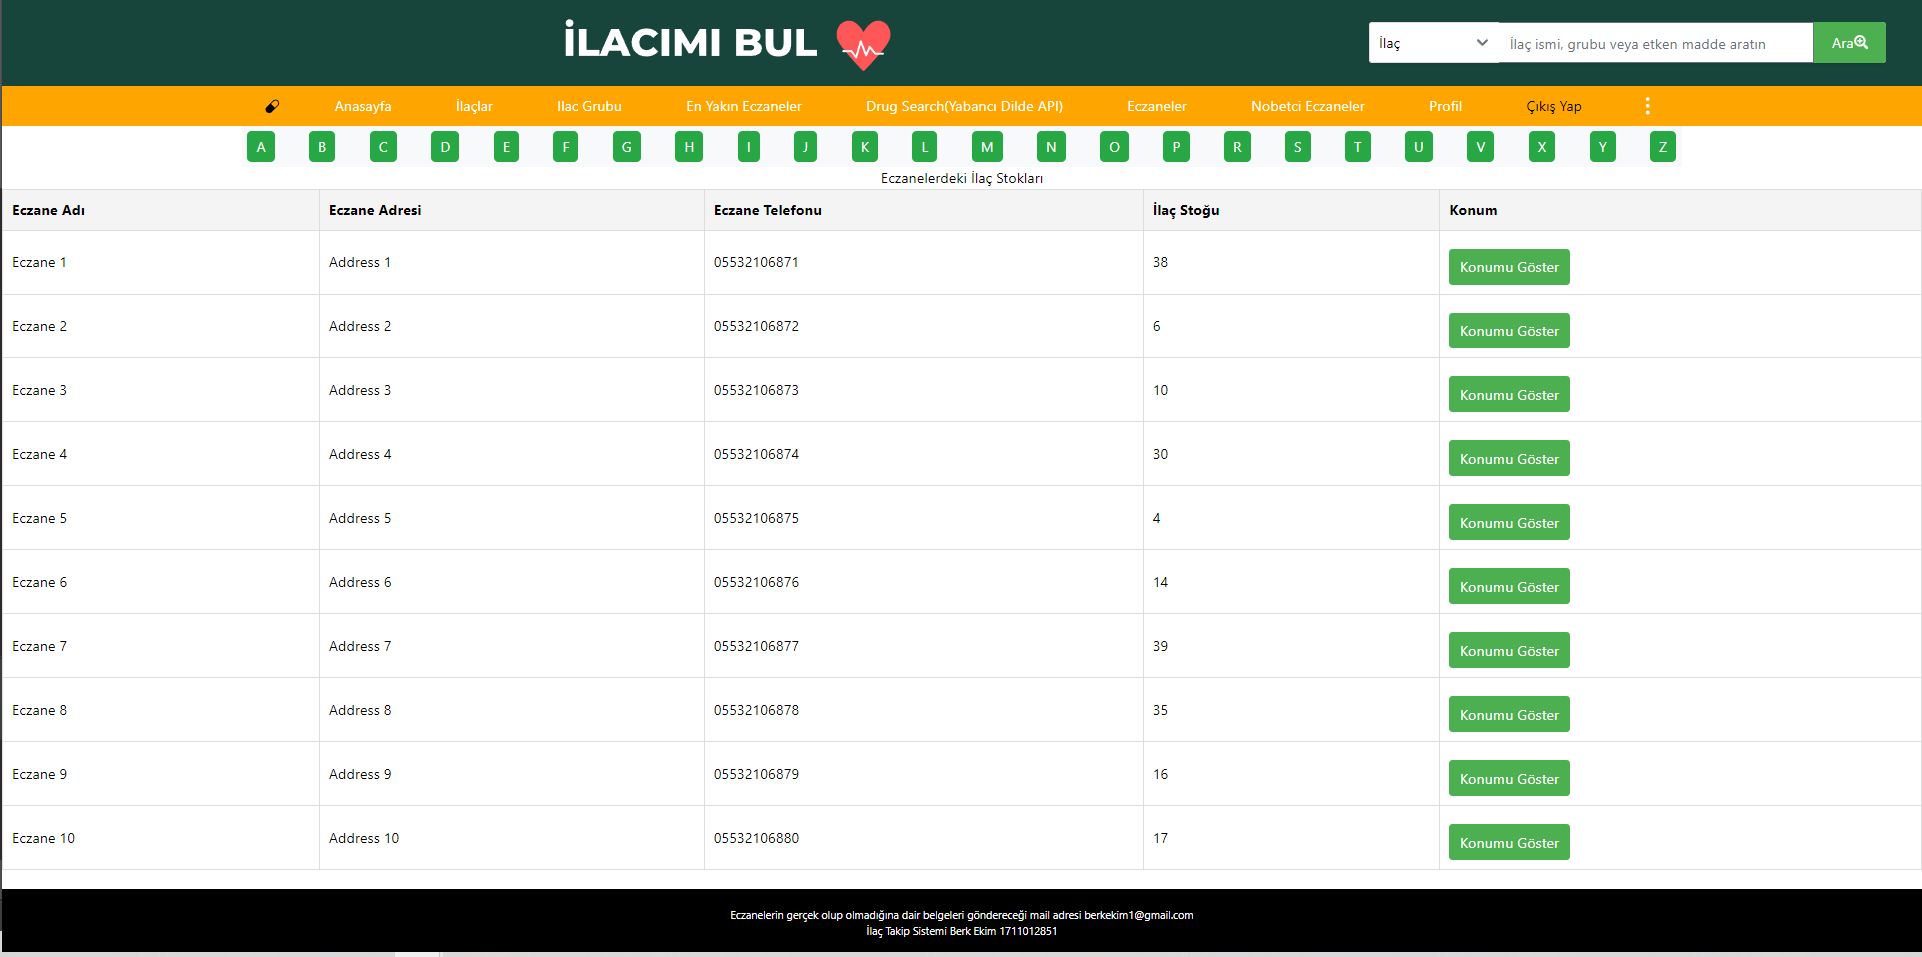 İLACIMI BUL
İlaç İlaç ismi, grubu veya etken madde aratın Ara
Anasayfa İlaçlar Ilac Grubu En Yakın Eczaneler Drug Search(Yabancı Dilde API) Eczaneler Nobetci Eczaneler Profil Çıkış Yap
A B C D E F G H I J K L M N O P R S T U V X Y Z
Eczanelerdeki İlaç Stokları
Eczane Adı Eczane Adresi Eczane Telefonu İlaç Stoğu Konum
Eczane 1 Address 1 05532106871 38 Konumu Göster
Eczane 2 Address 2 05532106872 6 Konumu Göster
Eczane 3 Address 3 05532106873 10 Konumu Göster
Eczane 4 Address 4 05532106874 30 Konumu Göster
Eczane 5 Address 5 05532106875 4 Konumu Göster
Eczane 6 Address 6 05532106876 14 Konumu Göster
Eczane 7 Address 7 05532106877 39 Konumu Göster
Eczane 8 Address 8 05532106878 35 Konumu Göster
Eczane 9 Address 9 05532106879 16 Konumu Göster
Eczane 10 Address 10 05532106880 17 Konumu Göster
Eczanelerin gerçek olup olmadığına dair belgeleri göndereceği mail adresi berkekim1@gmail.com
İlaç Takip Sistemi Berk Ekim 1711012851